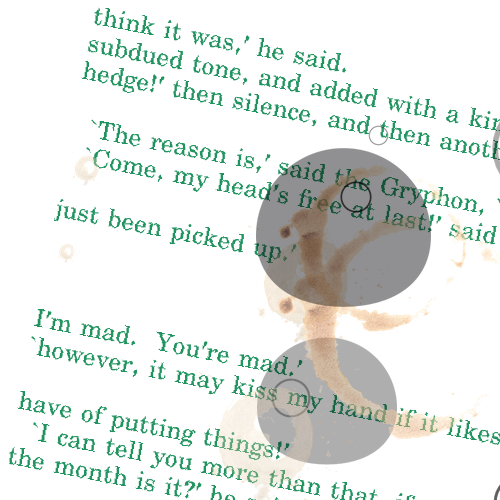 think it was,' he said.
subdued tone, and added with a
hedge!' then silence, and then
`The reason is,' said the Gryphon, `
`Come, my head's free at last!' said
just been picked up.'
I'm mad.  You're mad.'
`however, it may kiss my hand if it likes
have of putting things!'
`I can tell you more than that, if
the month is it?' he